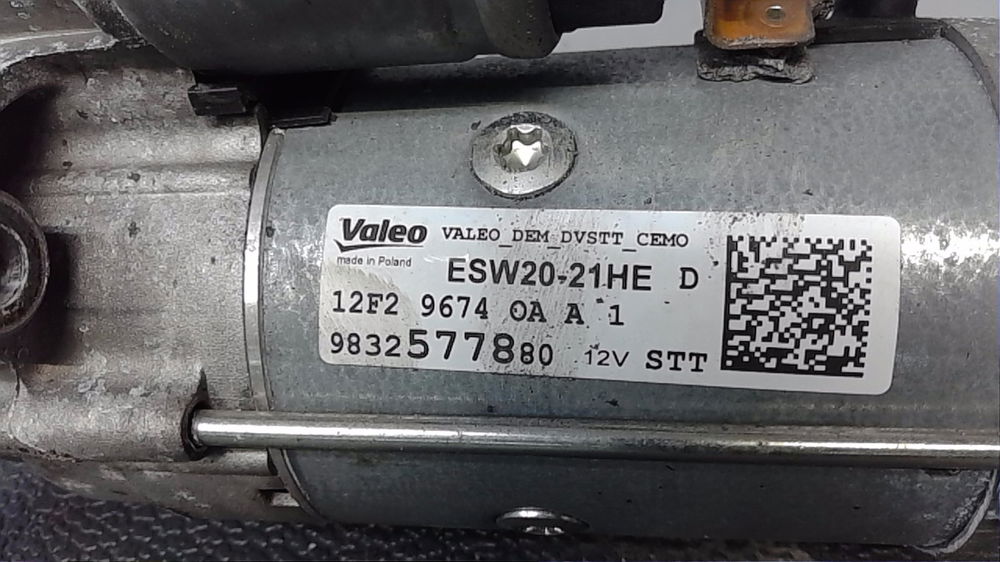 Valeo VALEO_DEM_DVSTT_CEMO
made in Poland
ESW20-21HE D
12F2 9674 0A A 1
9832577880 12V STT